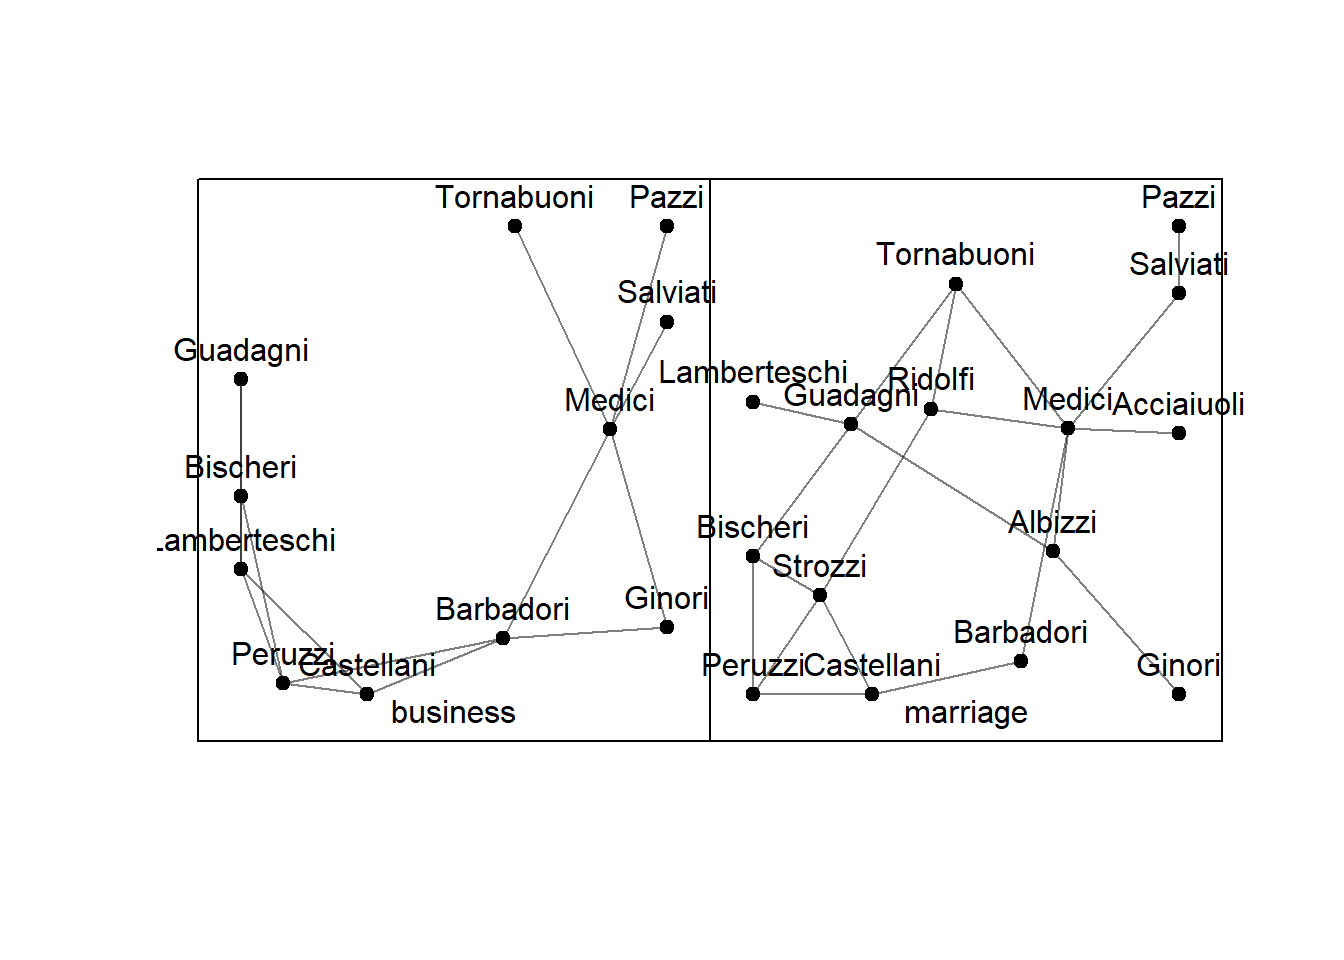 Tornabuoni
Pazzi
Salviati
Guadagni
Medici
Bischeri
Lamberteschi
Barbadori
Ginori
Peruzzi
Castellani
business
Pazzi
Tornabuoni
Salviati
Lamberteschi
Ridolfi
Guadagni
Medici
Acciaiuoli
Bischeri
Albizzi
Strozzi
Barbadori
Peruzzi
Castellani
Ginori
marriage